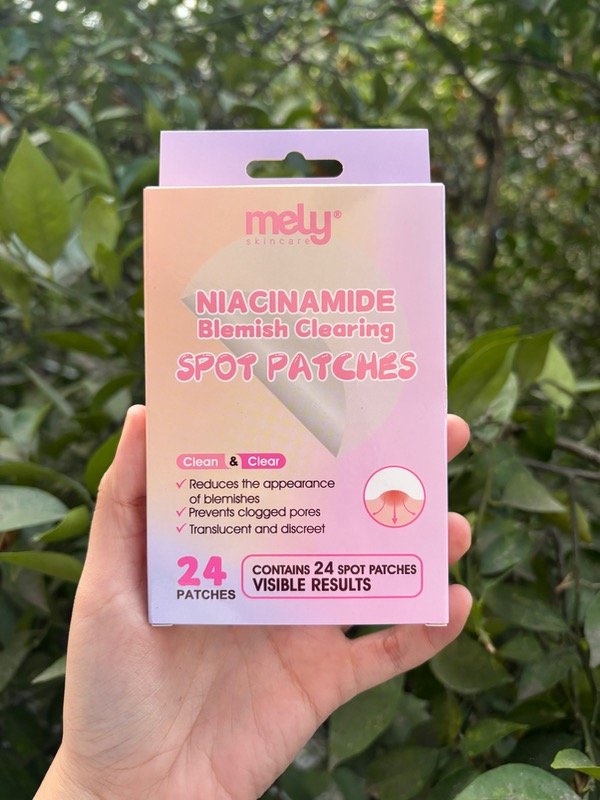 mely®
skincare
NIACINAMIDE
Blemish Clearing
SPOT PATCHES
Clean & Clear
✓ Reduces the appearance
of blemishes
✓ Prevents clogged pores
✓ Translucent and discreet
24
PATCHES
CONTAINS 24 SPOT PATCHES
VISIBLE RESULTS